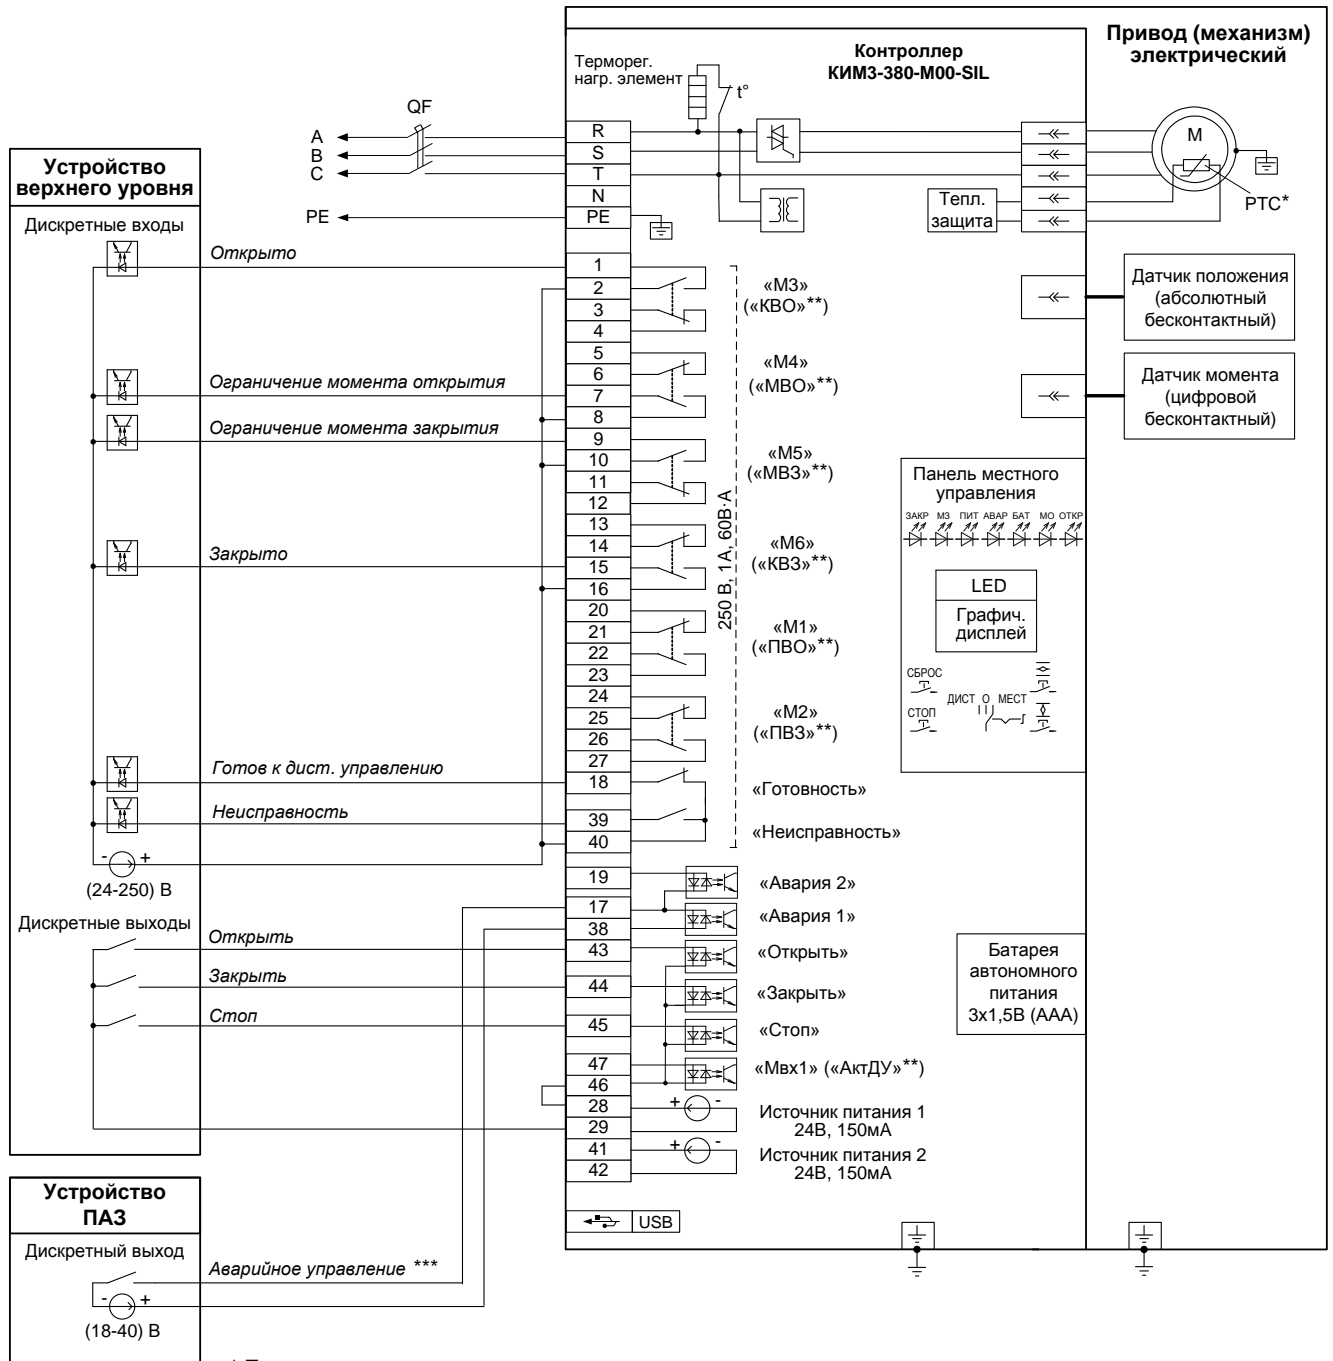 Привод (механизм)
электрический
Контроллер
КИМ3-380-М00-SIL
Терморег.
нагр. элемент
t°
QF
A
B
C
PE
R
S
T
N
PE
M
PTC*
Тепл.
защита
Устройство
верхнего уровня
Дискретные входы
Открыто
Ограничение момента открытия
Ограничение момента закрытия
Закрыто
Готов к дист. управлению
Неисправность
- +
(24-250) В
Дискретные выходы
Открыть
Закрыть
Стоп
1
2
3
4
5
6
7
8
9
10
11
12
13
14
15
16
20
21
22
23
24
25
26
27
18
39
40
19
17
38
43
44
45
47
46
28
29
41
42
«М3»
(«КВО»**)
«М4»
(«МВО»**)
«М5»
(«МВЗ»**)
«М6»
(«КВЗ»**)
«М1»
(«ПВО»**)
«М2»
(«ПВЗ»**)
«Готовность»
«Неисправность»
250 В, 1А, 60В·А
«Авария 2»
«Авария 1»
«Открыть»
«Закрыть»
«Стоп»
«Мвх1» («АктДУ»**)
+ -
Источник питания 1
24В, 150мА
+ -
Источник питания 2
24В, 150мА
USB
Датчик положения
(абсолютный
бесконтактный)
Датчик момента
(цифровой
бесконтактный)
Панель местного
управления
ЗАКР МЗ ПИТ АВАР БАТ МО ОТКР
LED
Графич.
дисплей
СБРОС
СТОП
ДИСТ О МЕСТ
Батарея
автономного
питания
3х1,5В (ААА)
Устройство
ПАЗ
Дискретный выход
Аварийное управление ***
- +
(18-40) В